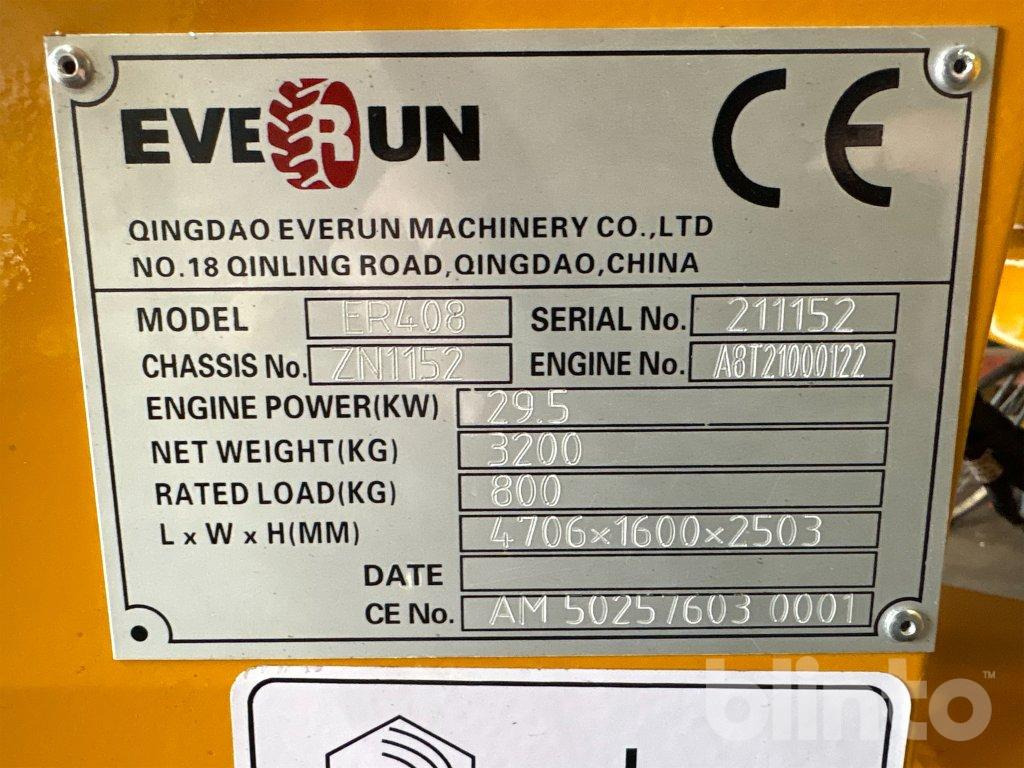 EVERUN CE
QINGDAO EVERUN MACHINERY CO.,LTD
NO.18 QINLING ROAD,QINGDAO,CHINA
MODEL ER408 SERIAL No. 211152
CHASSIS No. ZN1152 ENGINE No. A8T21000122
ENGINE POWER(KW) 29.5
NET WEIGHT(KG) 3200
RATED LOAD(KG) 800
L x W x H(MM) 4706×1600×2503
DATE
CE No. AM 50257603 0001
blinto™